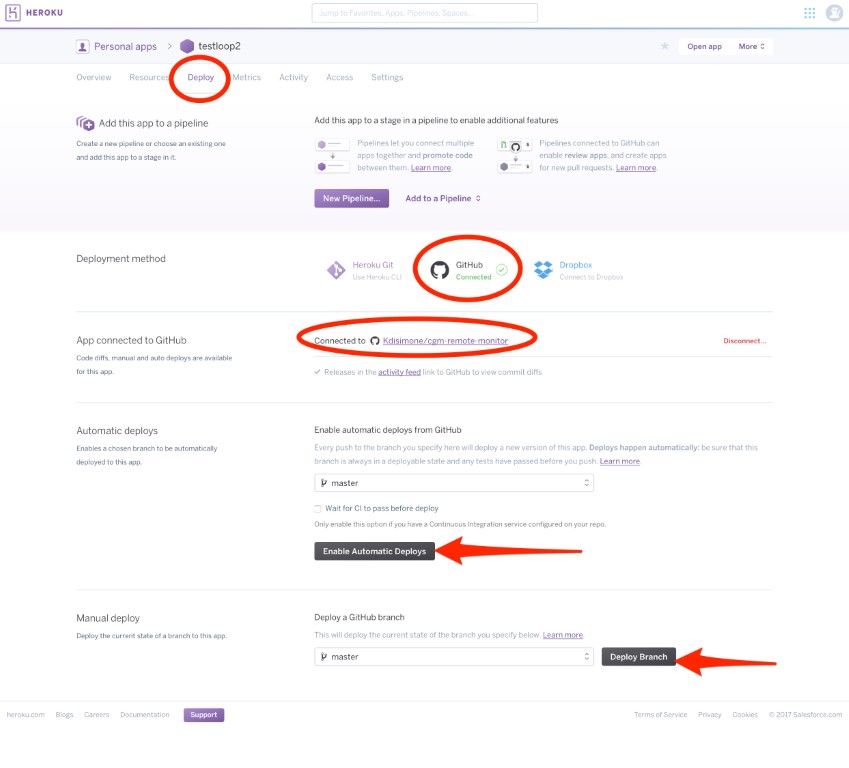 HEROKU
Jump to Favorites, Apps, Pipelines, Spaces...
Personal apps > testloop2
Open app More
Overview Resources Deploy Metrics Activity Access Settings
Add this app to a pipeline
Create a new pipeline or choose an existing one
and add this app to a stage in it.
Add this app to a stage in a pipeline to enable additional features
Pipelines let you connect multiple
apps together and promote code
between them. Learn more.
Pipelines connected to GitHub can
enable review apps, and create apps
for new pull requests. Learn more.
New Pipeline... Add to a Pipeline
Deployment method
Heroku Git
Use Heroku CLI
GitHub
Connected
Dropbox
Connect to Dropbox
App connected to GitHub
Code diffs, manual and auto deploys are available
for this app.
Connected to Kdisimone/cgm-remote-monitor
Disconnect...
Releases in the activity feed link to GitHub to view commit diffs
Automatic deploys
Enables a chosen branch to be automatically
deployed to this app.
Enable automatic deploys from GitHub
Every push to the branch you specify here will deploy a new version of this app. Deploys happen automatically: be sure that this
branch is always in a deployable state and any tests have passed before you push. Learn more.
master
Wait for CI to pass before deploy
Only enable this option if you have a Continuous Integration service configured on your repo.
Enable Automatic Deploys
Manual deploy
Deploy the current state of a branch to this app.
Deploy a GitHub branch
This will deploy the current state of the branch you specify below. Learn more.
master
Deploy Branch
heroku.com Blogs Careers Documentation Support
Terms of Service Privacy Cookies © 2017 Salesforce.com